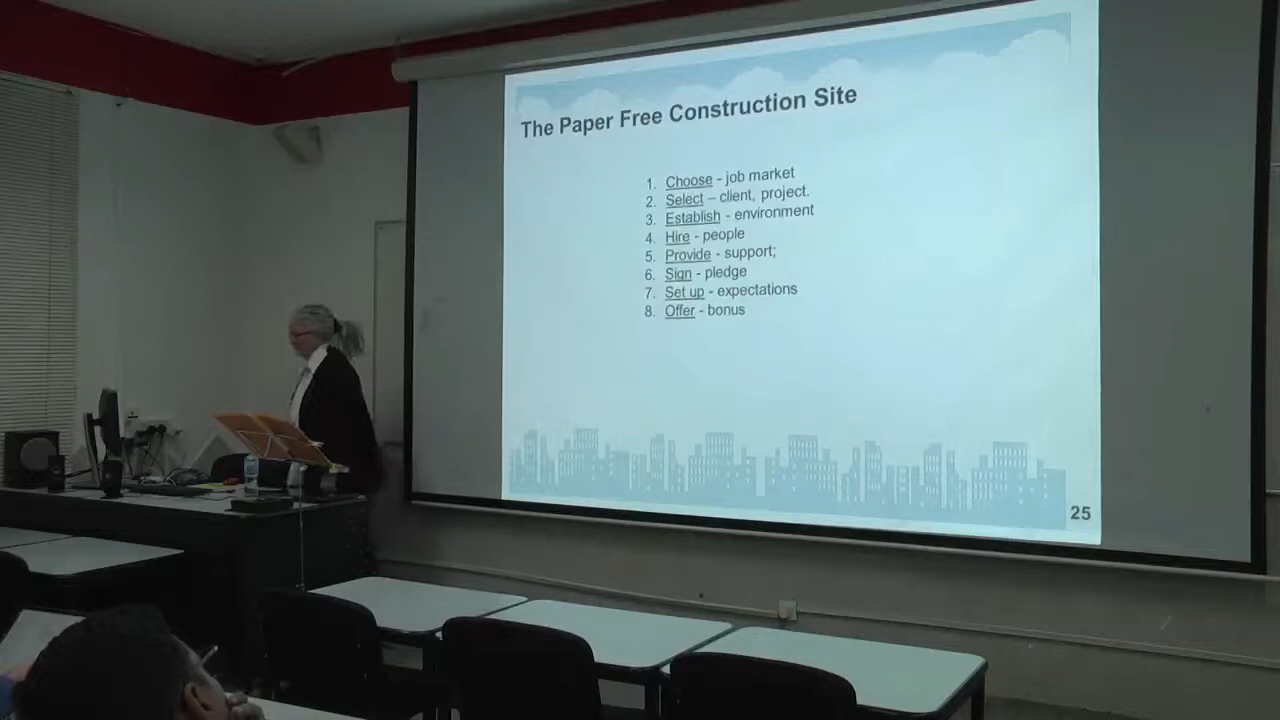 The Paper Free Construction Site
1. Choose - job market
2. Select – client, project.
3. Establish - environment
4. Hire - people
5. Provide - support;
6. Sign - pledge
7. Set up - expectations
8. Offer - bonus
25